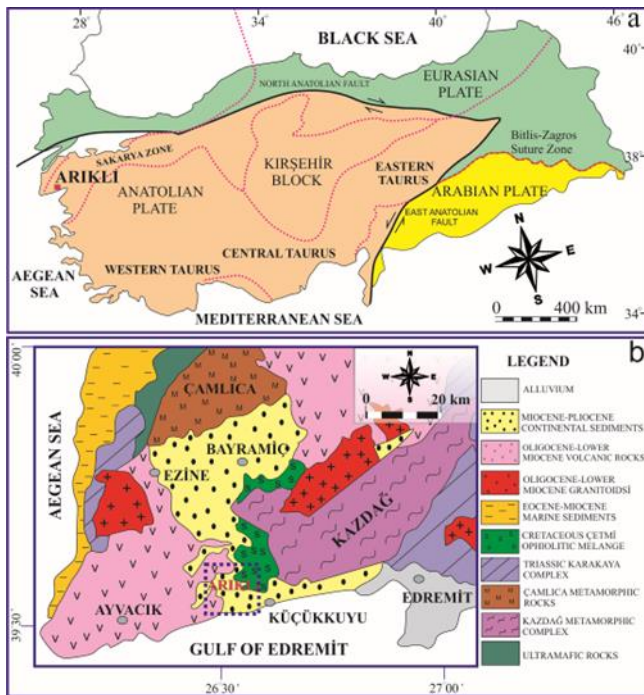 28°
34°
40°
46°
a
BLACK SEA
40°
NORTH ANATOLIAN FAULT
EURASIAN
PLATE
SAKARYA ZONE
ARIKLI
ANATOLIAN
PLATE
KIRŞEHİR
BLOCK
EASTERN
TAURUS
Bitlis-Zagros
Suture Zone
38°
ARABIAN PLATE
EAST ANATOLIAN
FAULT
AEGEAN
SEA
WESTERN TAURUS
CENTRAL TAURUS
MEDITERRANEAN SEA
N
W
E
S
0 400 km
34°
b
40 00
39 30
AEGEAN SEA
ÇAMLICA
BAYRAMİÇ
EZİNE
KAZDAĞ
ARIKLI
AYVACIK
KÜÇÜKKUYU
EDREMİT
GULF OF EDREMİT
0 20 km
26 30
27 00
LEGEND
ALLUVIUM
MIOCENE-PLIOCENE
CONTINENTAL SEDIMENTS
OLIGOCENE-LOWER
MIOCENE VOLCANIC ROCKS
OLIGOCENE-LOWER
MIOCENE GRANITOIDSİ
EOCENE-MIOCENE
MARINE SEDIMENTS
CRETACEOUS ÇETMİ
OPHIOLITIC MELANGE
TRIASSIC KARAKAYA
COMPLEX
ÇAMLICA METAMORPHIC
ROCKS
KAZDAĞ METAMORPHIC
COMPLEX
ULTRAMAFIC ROCKS